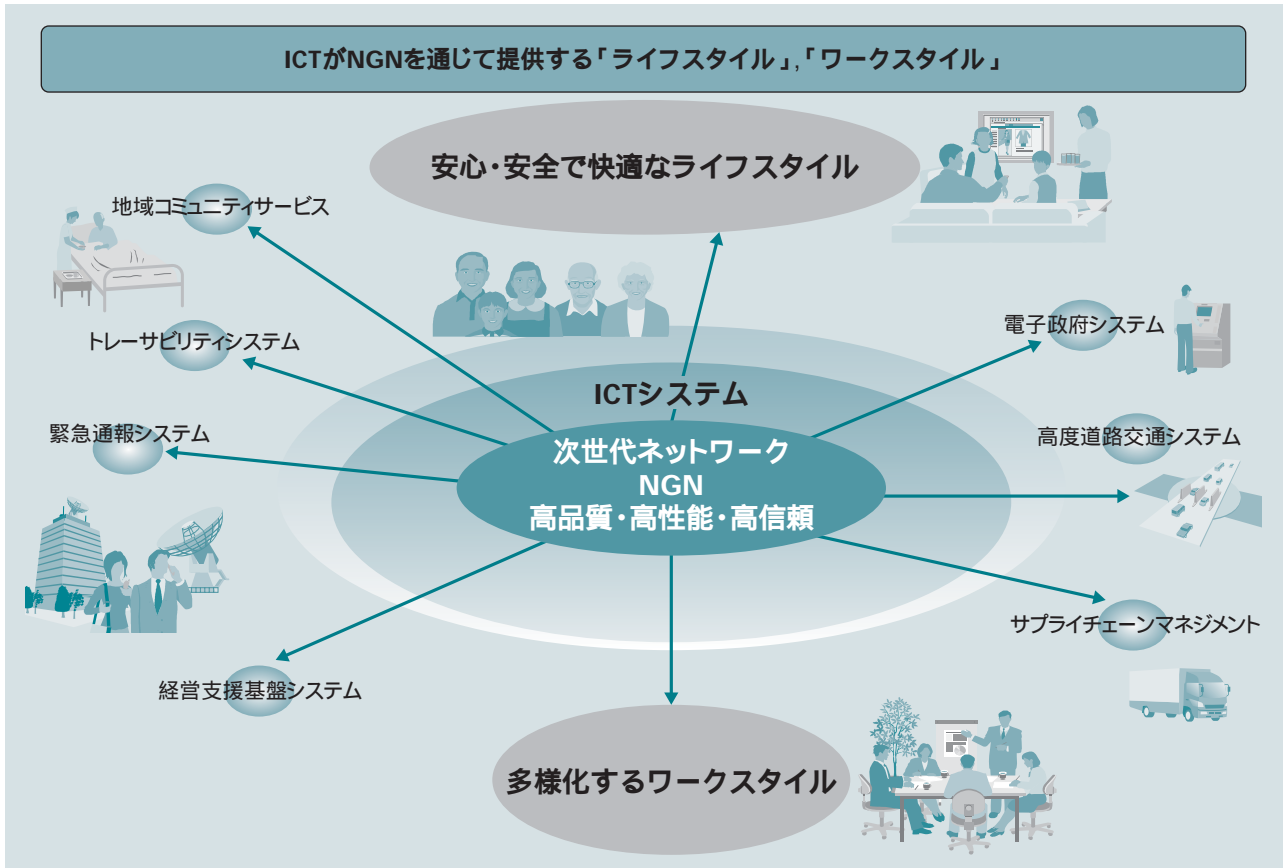 ICTがNGNを通じて提供する「ライフスタイル」,「ワークスタイル」
安心・安全で快適なライフスタイル
地域コミュニティサービス
トレーサビリティシステム
緊急通報システム
経営支援基盤システム
ICTシステム
次世代ネットワーク
NGN
高品質・高性能・高信頼
電子政府システム
高度道路交通システム
サプライチェーンマネジメント
多様化するワークスタイル